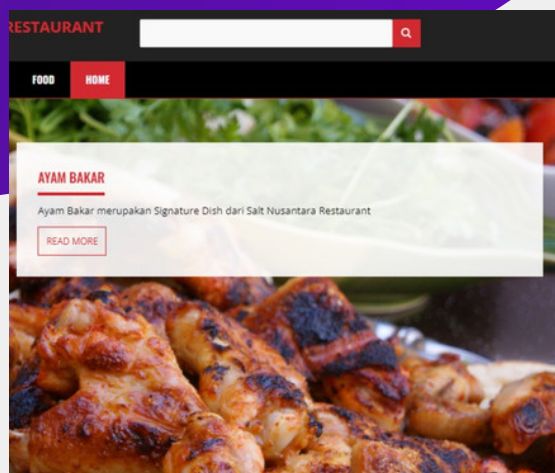 RESTAURANT
FOOD HOME
AYAM BAKAR
Ayam Bakar merupakan Signature Dish dari Salt Nusantara Restaurant
READ MORE